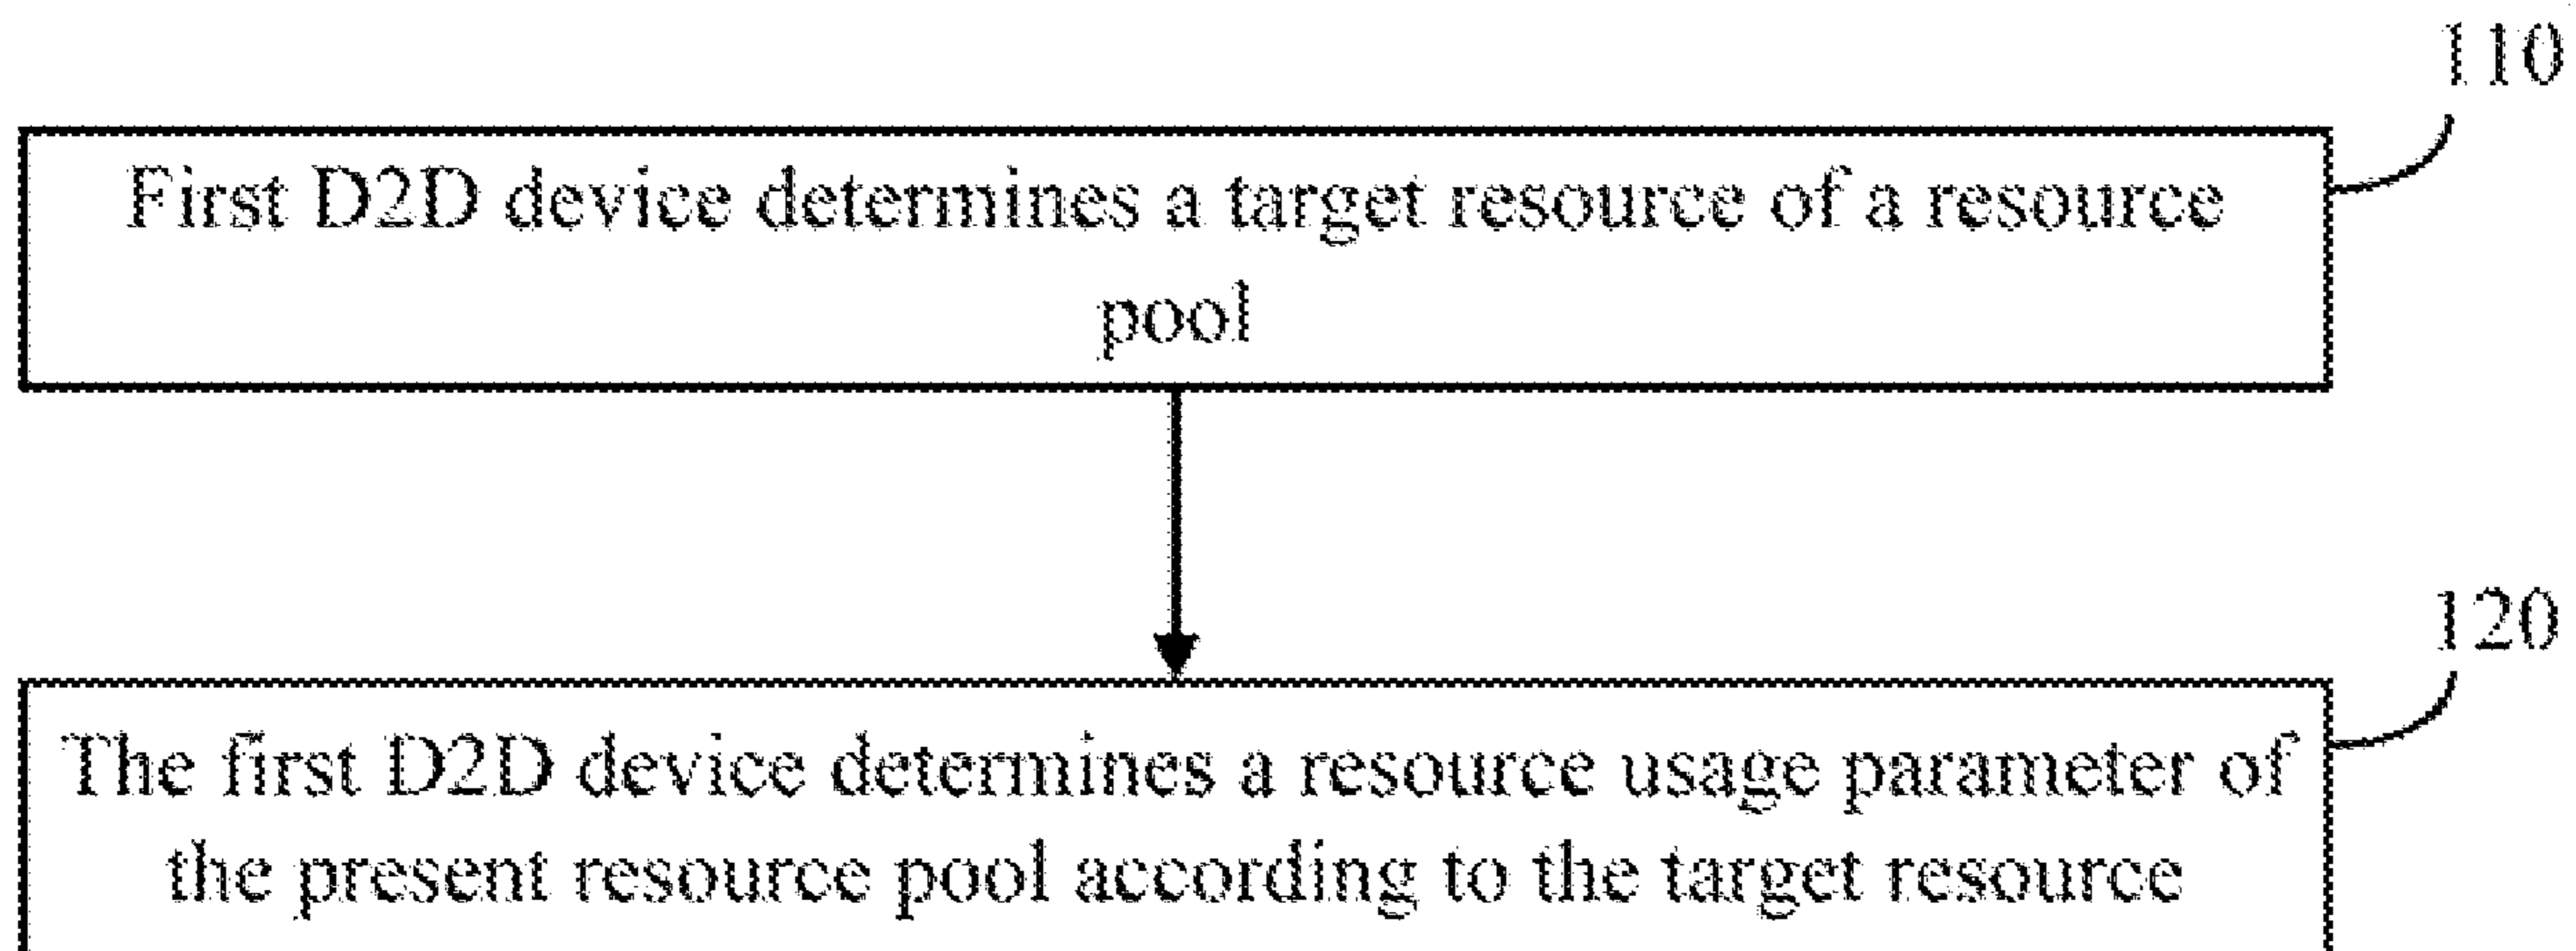 110
First D2D device determines a target resource of a resource
pool
120
The first D2D device determines a resource usage parameter of
the present resource pool according to the target resource